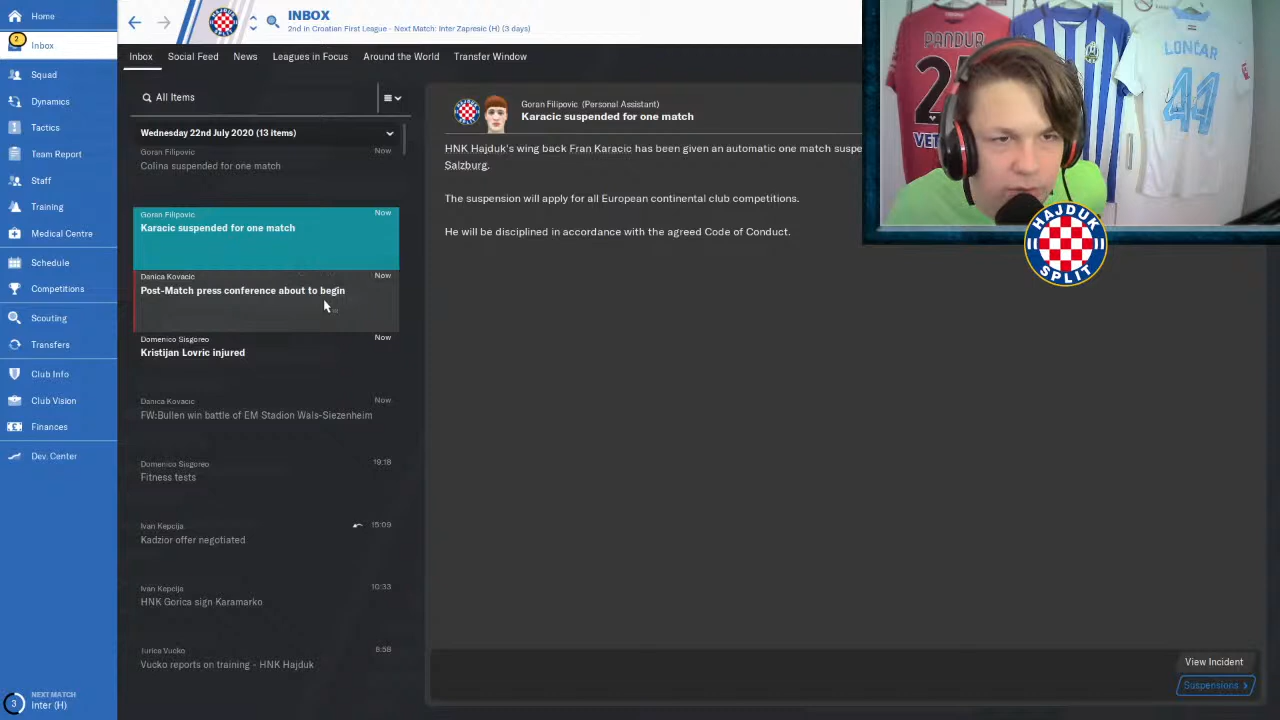 Home
2
Inbox
Squad
Dynamics
Tactics
Team Report
Staff
Training
Medical Centre
Schedule
Competitions
Scouting
Transfers
Club Info
Club Vision
Finances
Dev. Center
3
NEXT MATCH
Inter (H)
INBOX
2nd in Croatian First League - Next Match: Inter Zapresic (H) (3 days)
Inbox
Social Feed
News
Leagues in Focus
Around the World
Transfer Window
All Items
Wednesday 22nd July 2020 (13 items)
Goran Filipovic Now
Colina suspended for one match
Goran Filipovic Now
Karacic suspended for one match
Danica Kovacic Now
Post-Match press conference about to begin
Domenico Sisgoreo Now
Kristijan Lovric injured
Danica Kovacic Now
FW:Bullen win battle of EM Stadion Wals-Siezenheim
Domenico Sisgoreo 19:18
Fitness tests
Ivan Kepcija 15:09
Kadzior offer negotiated
Ivan Kepcija 10:33
HNK Gorica sign Karamarko
Jurica Vucko 8:58
Vucko reports on training - HNK Hajduk
Goran Filipovic (Personal Assistant)
Karacic suspended for one match
HNK Hajduk's wing back Fran Karacic has been given an automatic one match suspe
Salzburg.
The suspension will apply for all European continental club competitions.
He will be disciplined in accordance with the agreed Code of Conduct.
View Incident
Suspensions
PANDUR
LONČAR
44
HAJDUK
SPLIT